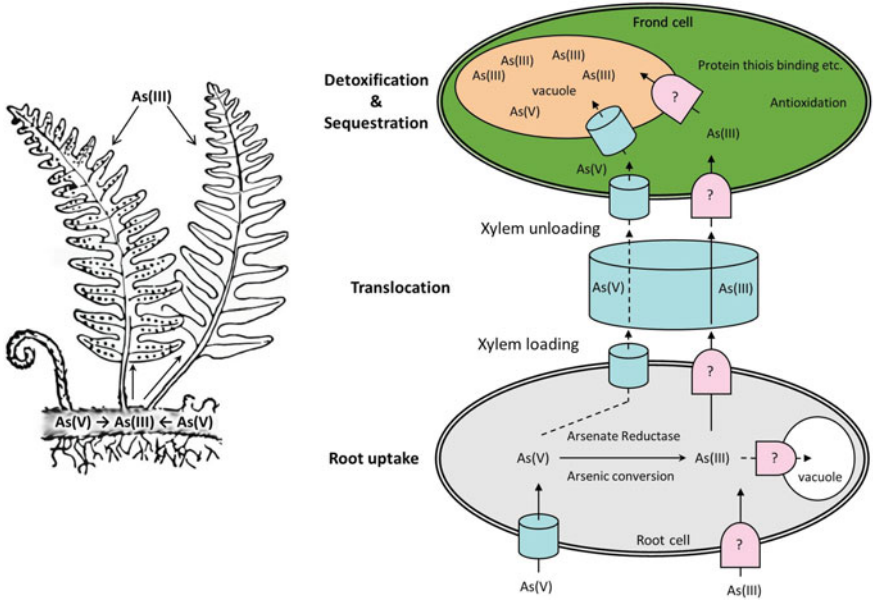 As(III)
As(V) → As(III) ← As(V)
Detoxification
&
Sequestration
Frond cell
As(III)
As(III)
As(III)
As(III)
vacuole
As(V)
?
Protein thiois binding etc.
Antioxidation
As(III)
As(V)
?
Xylem unloading
Translocation
As(V)
As(III)
Xylem loading
?
Root uptake
Arsenate Reductase
As(V)
As(III)
Arsenic conversion
?
vacuole
Root cell
?
As(V)
As(III)